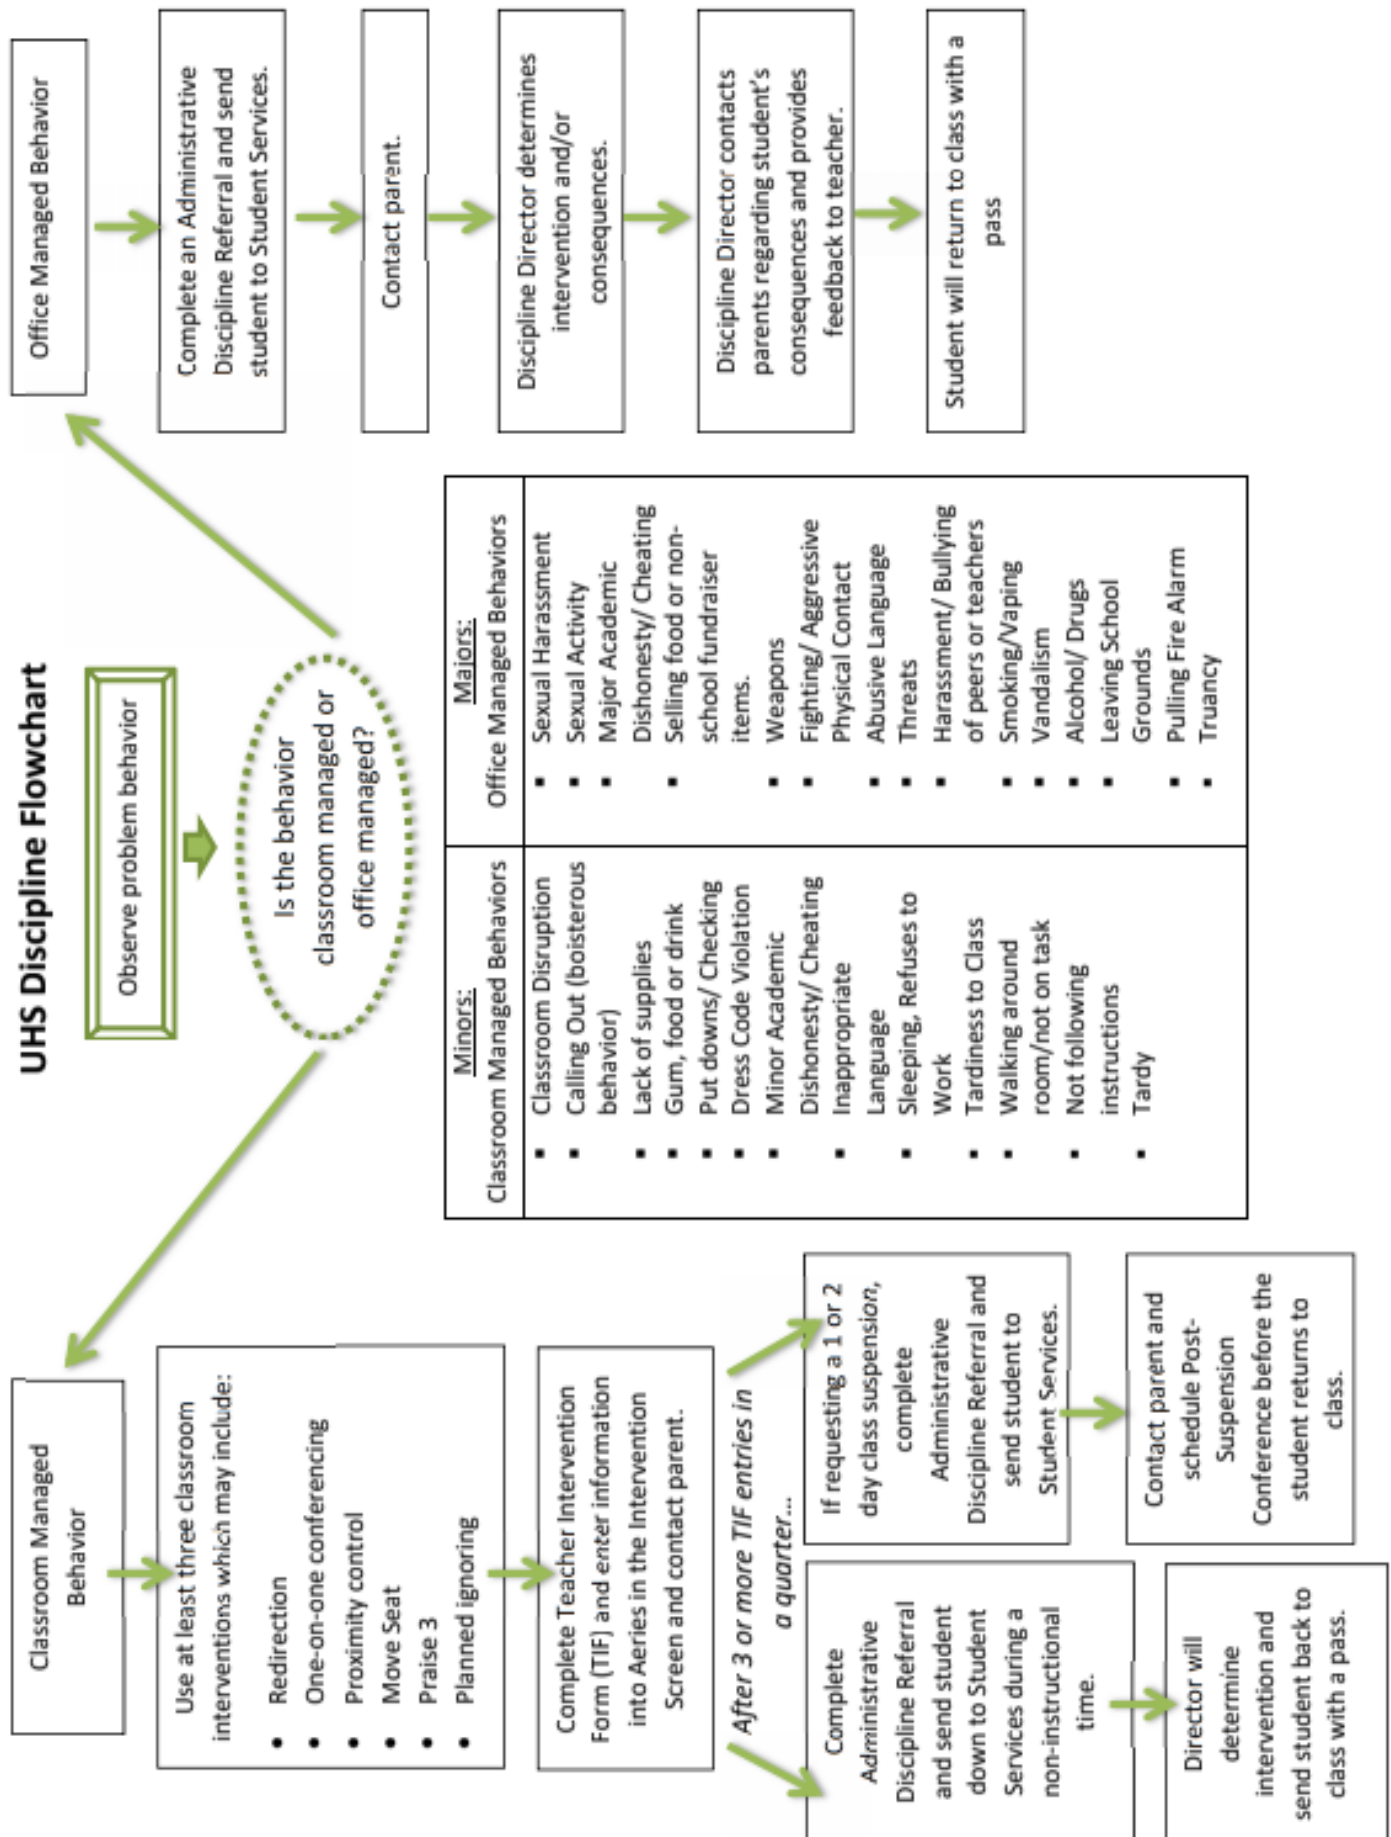 UHS Discipline Flowchart
Observe problem behavior
Is the behavior
classroom managed or
office managed?
Classroom Managed
Behavior
Use at least three classroom
interventions which may include:
• Redirection
• One-on-one conferencing
• Proximity control
• Move Seat
• Praise 3
• Planned ignoring
Complete Teacher Intervention
Form (TIF) and enter information
into Aeries in the Intervention
Screen and contact parent.
After 3 or more TIF entries in
a quarter...
Complete
Administrative
Discipline Referral
and send student
down to Student
Services during a
non-instructional
time.
Director will
determine
intervention and
send student back to
class with a pass.
If requesting a 1 or 2
day class suspension,
complete
Administrative
Discipline Referral and
send student to
Student Services.
Contact parent and
schedule Post-
Suspension
Conference before the
student returns to
class.
Minors:
Classroom Managed Behaviors
▪ Classroom Disruption
▪ Calling Out (boisterous
behavior)
▪ Lack of supplies
▪ Gum, food or drink
▪ Put downs/ Checking
▪ Dress Code Violation
▪ Minor Academic
Dishonesty/ Cheating
▪ Inappropriate
Language
▪ Sleeping, Refuses to
Work
▪ Tardiness to Class
▪ Walking around
room/not on task
▪ Not following
instructions
▪ Tardy
Majors:
Office Managed Behaviors
▪ Sexual Harassment
▪ Sexual Activity
▪ Major Academic
Dishonesty/ Cheating
▪ Selling food or non-
school fundraiser
items.
▪ Weapons
▪ Fighting/ Aggressive
Physical Contact
▪ Abusive Language
▪ Threats
▪ Harassment/ Bullying
of peers or teachers
▪ Smoking/Vaping
▪ Vandalism
▪ Alcohol/ Drugs
▪ Leaving School
Grounds
▪ Pulling Fire Alarm
▪ Truancy
Office Managed Behavior
Complete an Administrative
Discipline Referral and send
student to Student Services.
Contact parent.
Discipline Director determines
intervention and/or
consequences.
Discipline Director contacts
parents regarding student's
consequences and provides
feedback to teacher.
Student will return to class with a
pass